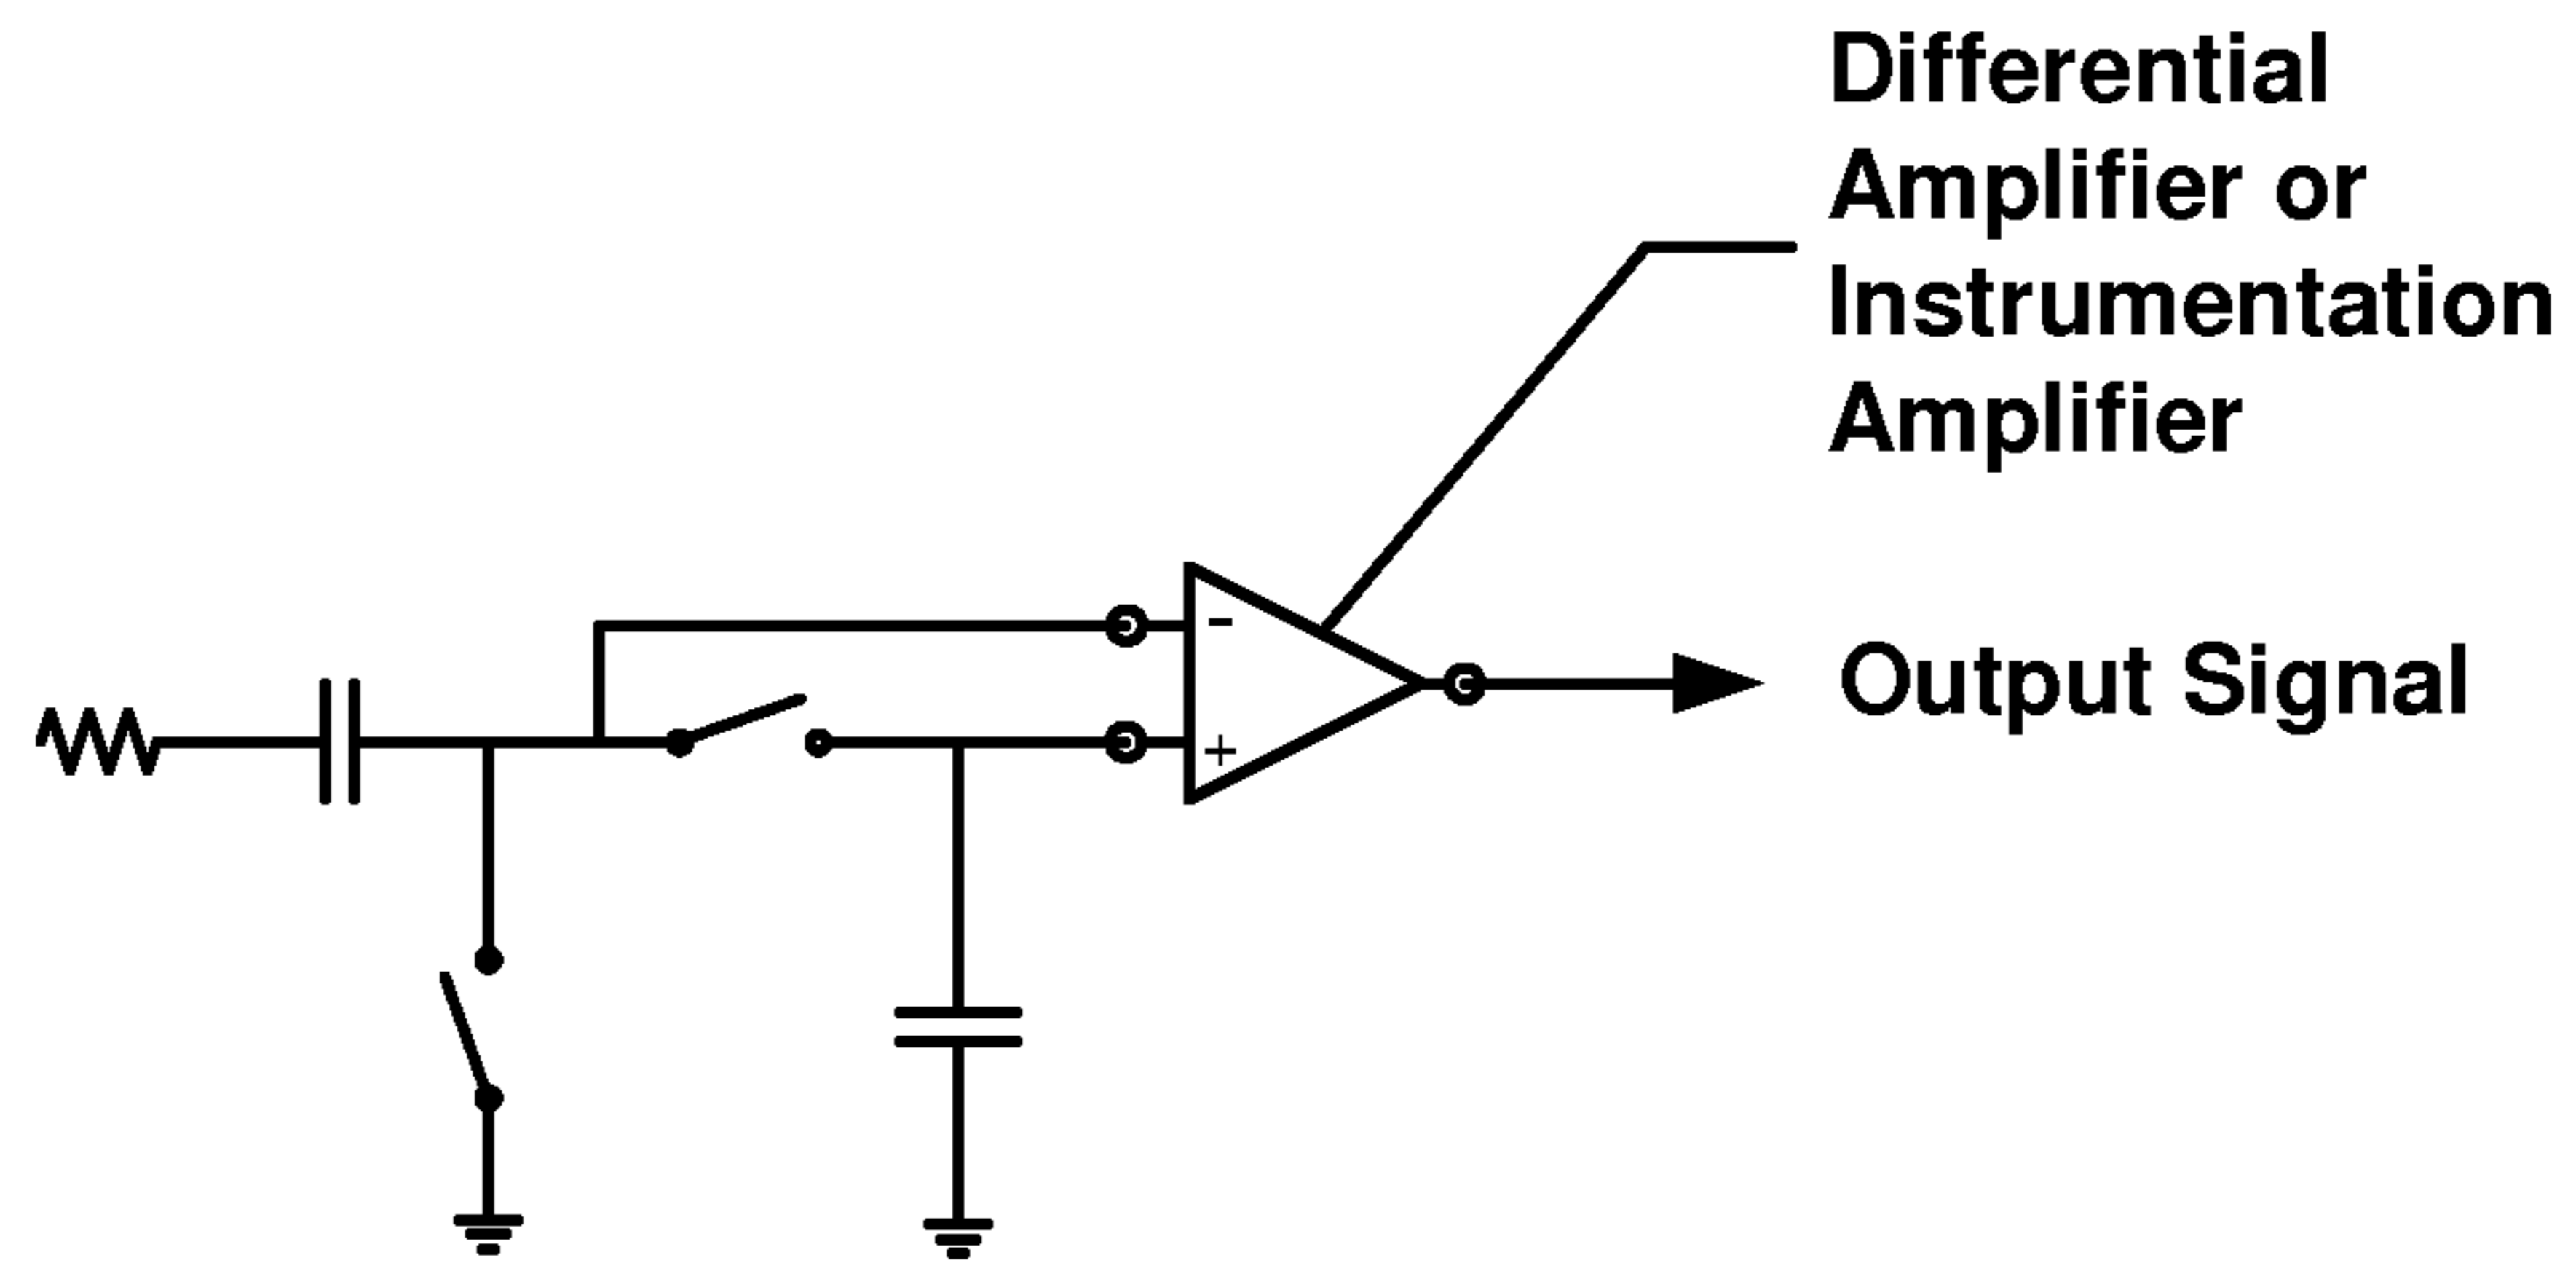 Differential
Amplifier or
Instrumentation
Amplifier
-
+
Output Signal